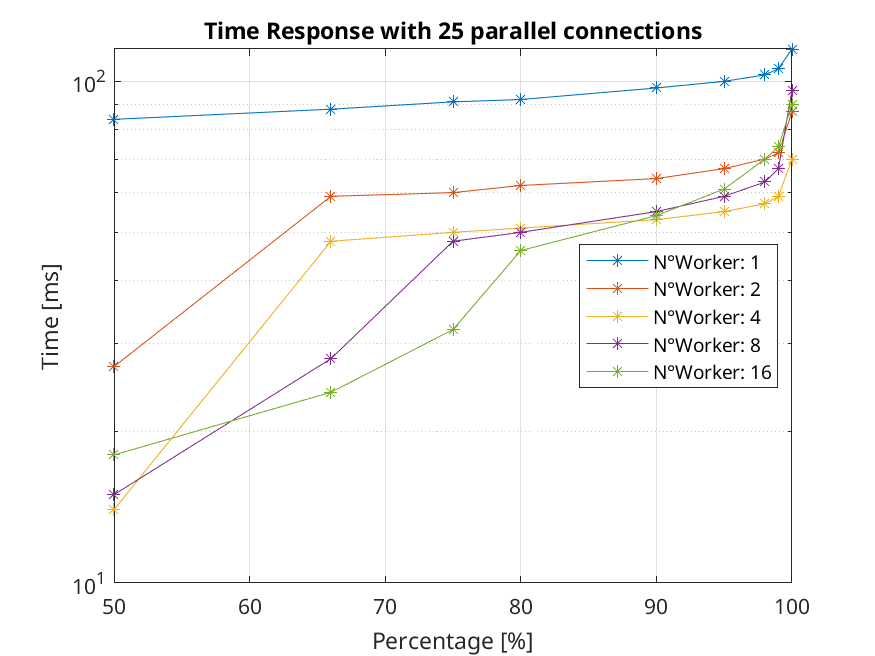 Time Response with 25 parallel connections
10²
10¹
Time [ms]
N°Worker: 1
N°Worker: 2
N°Worker: 4
N°Worker: 8
N°Worker: 16
50 60 70 80 90 100
Percentage [%]